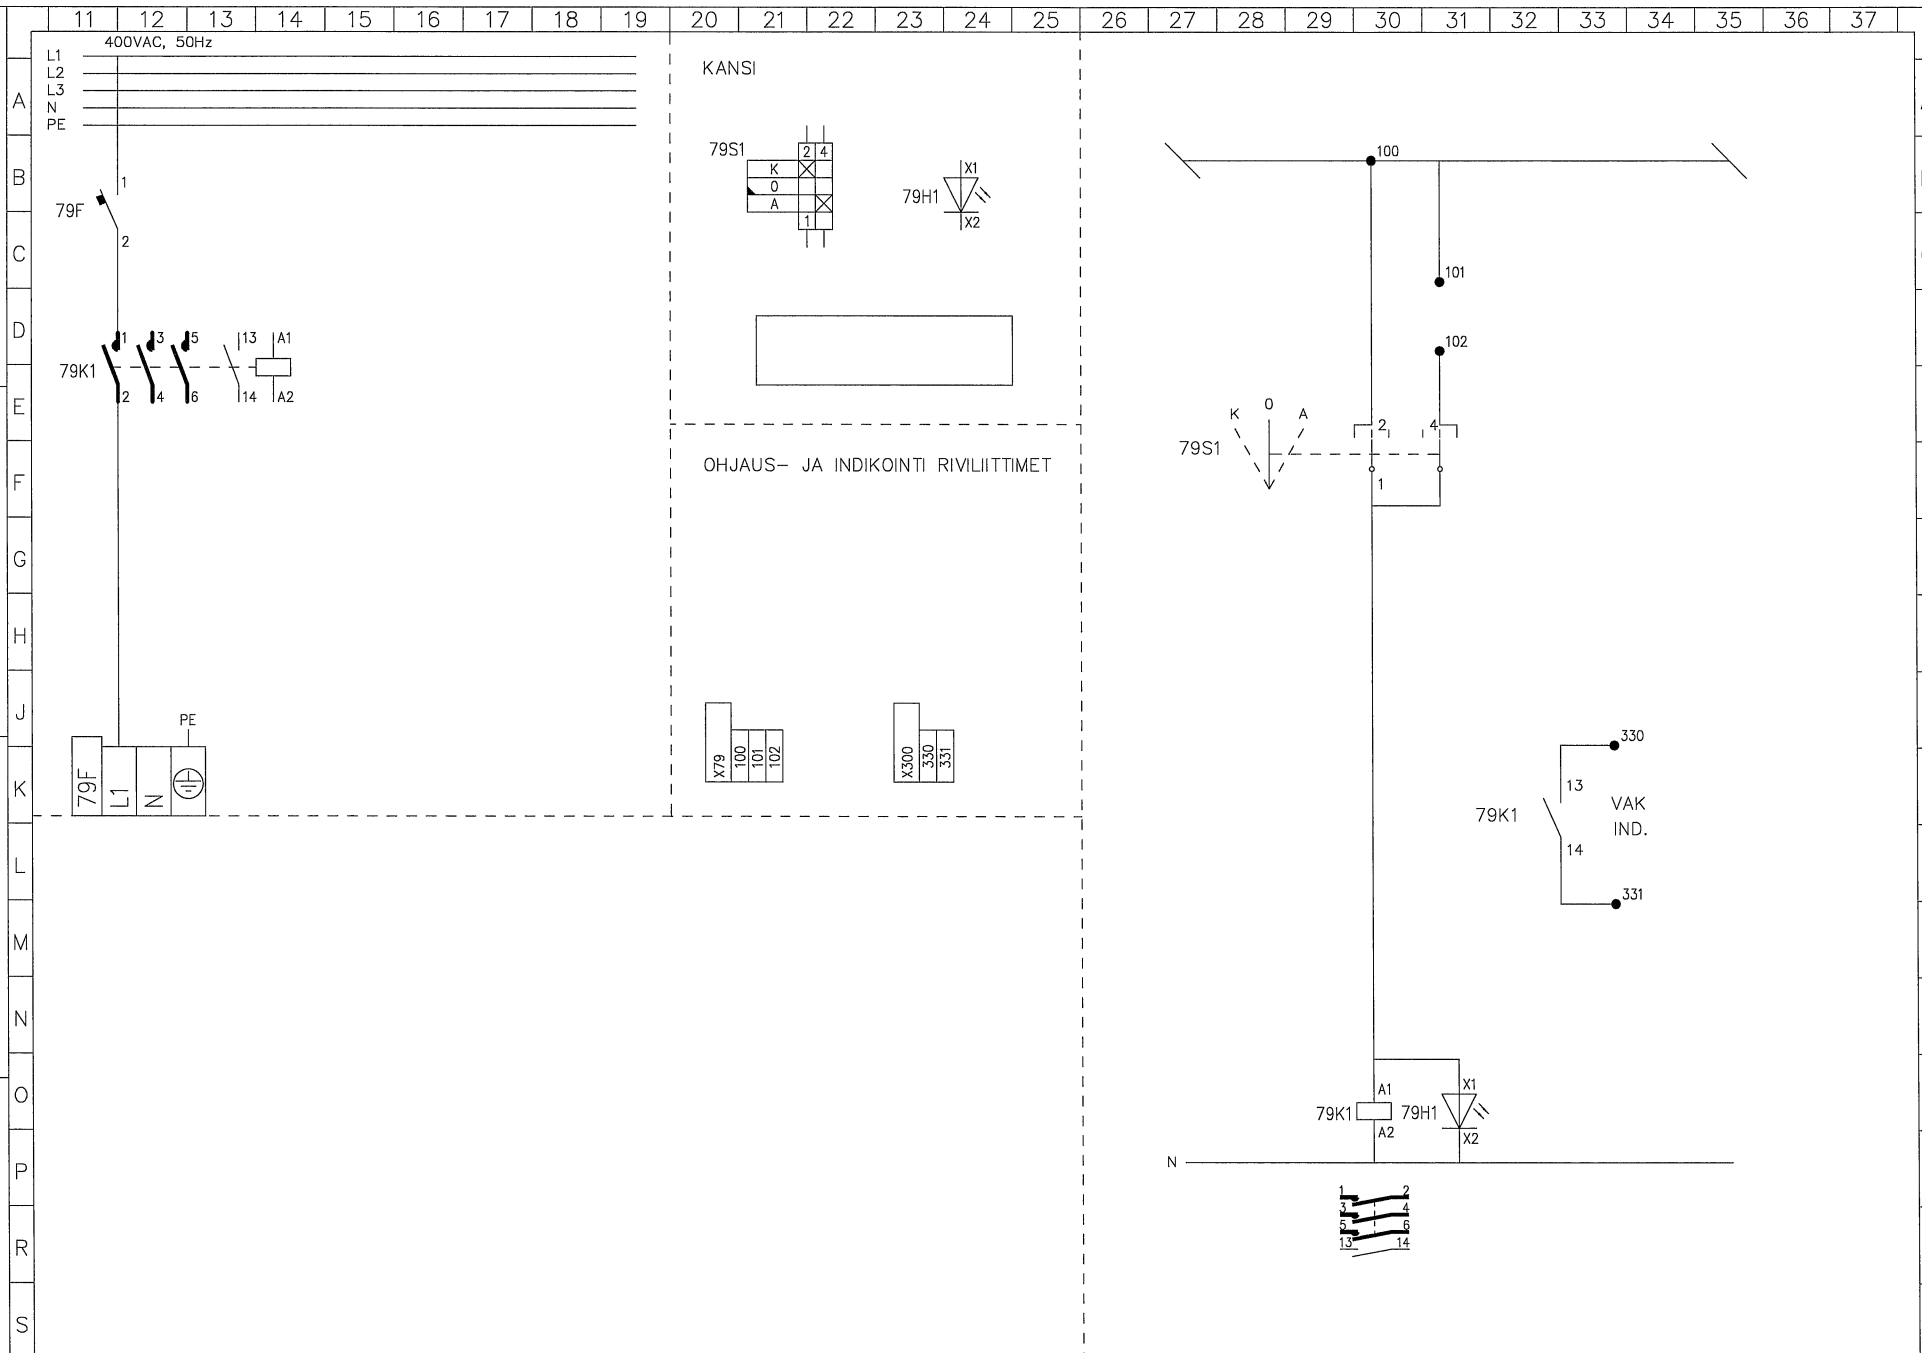 11 12 13 14 15 16 17 18 19 20 21 22 23 24 25 26 27 28 29 30 31 32 33 34 35 36 37
400VAC, 50Hz
L1
L2
L3
N
PE
A
B
C
D
E
F
G
H
J
K
L
M
N
O
P
R
S
1
79F
2
1 3 5 13 A1
79K1
2 4 6 14 A2
PE
79F L1 N
KANSI
79S1
2 4
K
0
A
1
X1
79H1
X2
OHJAUS- JA INDIKOINTI RIVILIITTIMET
X79 100 101 102
X300 330 331
100
101
102
K 0 A
79S1
2 4
1
330
13
79K1
VAK
IND.
14
331
A1
79K1
A2
X1
79H1
X2
N
1 2
3 4
5 6
13 14